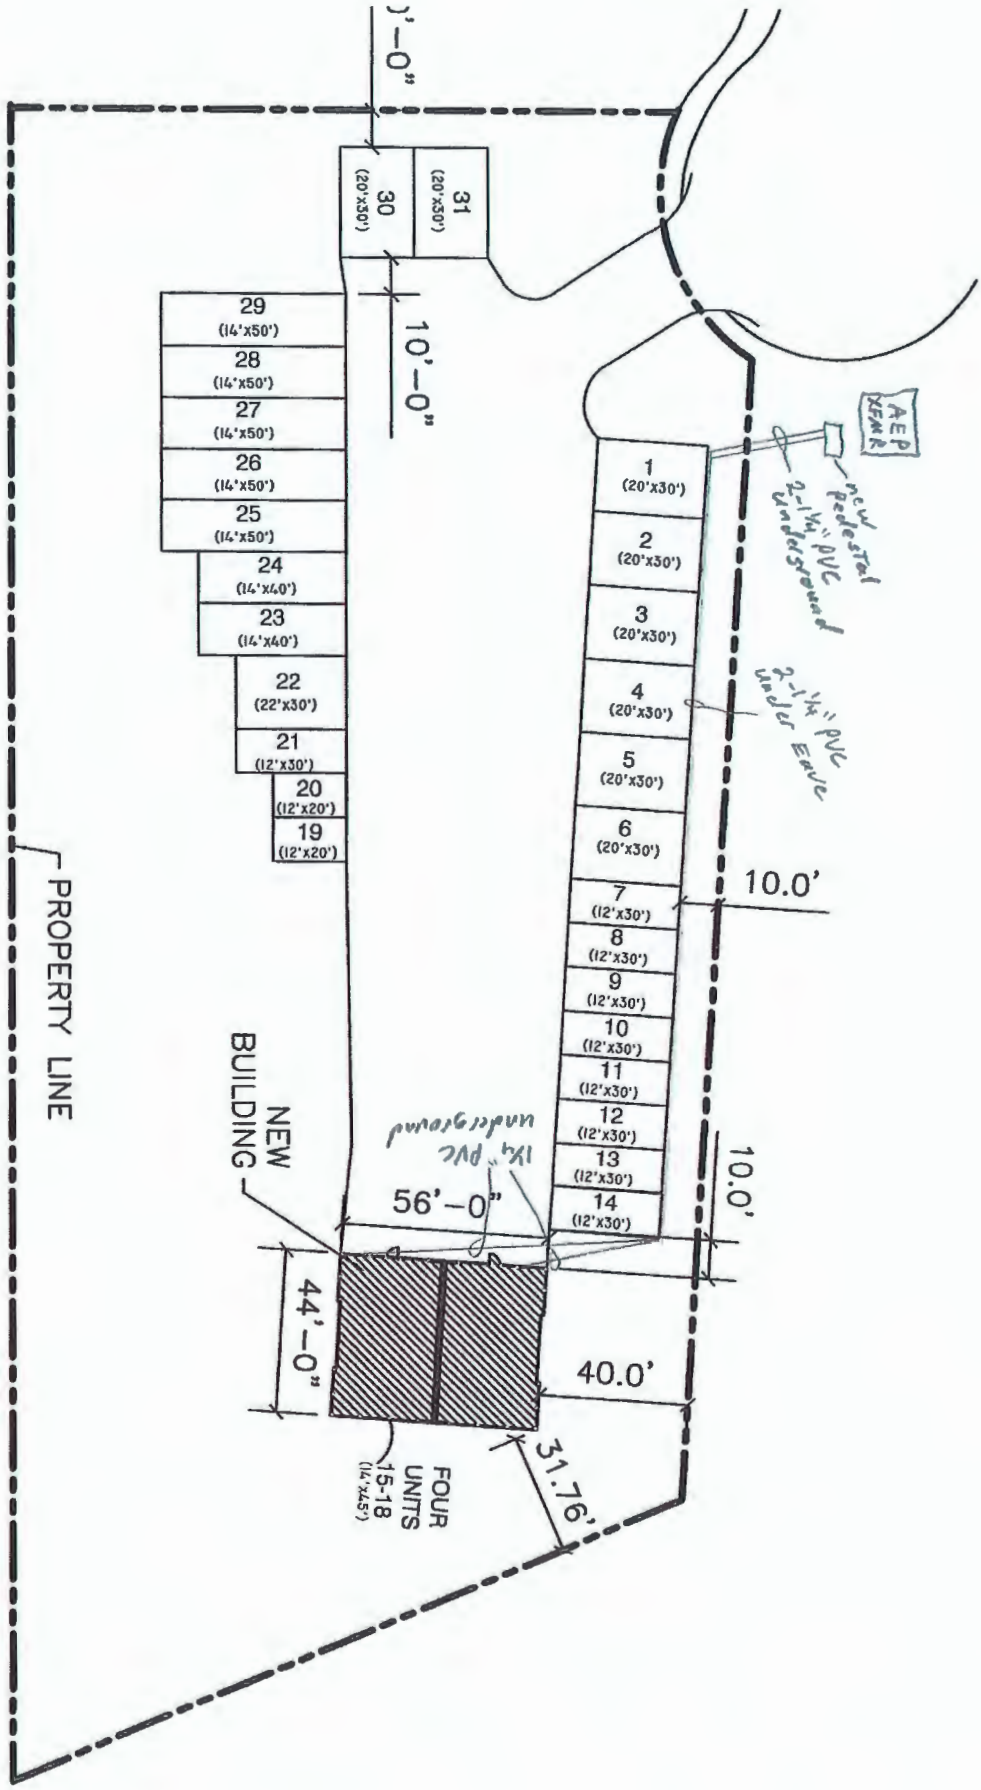 )'-0"
31
(20'x30')
30
(20'x30')
10'-0"
29
(14'x50')
28
(14'x50')
27
(14'x50')
26
(14'x50')
25
(14'x50')
24
(14'x40')
23
(14'x40')
22
(22'x30')
21
(12'x30')
20
(12'x20')
19
(12'x20')
AEP
XFMR
new
Pedestal
2-1¼" PVC
underground
2-1¼" PVC
under Eave
1
(20'x30')
2
(20'x30')
3
(20'x30')
4
(20'x30')
5
(20'x30')
6
(20'x30')
7
(12'x30')
8
(12'x30')
9
(12'x30')
10
(12'x30')
11
(12'x30')
12
(12'x30')
13
(12'x30')
14
(12'x30')
10.0'
10.0'
1¼" PVC
underground
56'-0"
44'-0"
40.0'
31.76'
NEW
BUILDING
FOUR
UNITS
15-18
(14'x45')
PROPERTY LINE